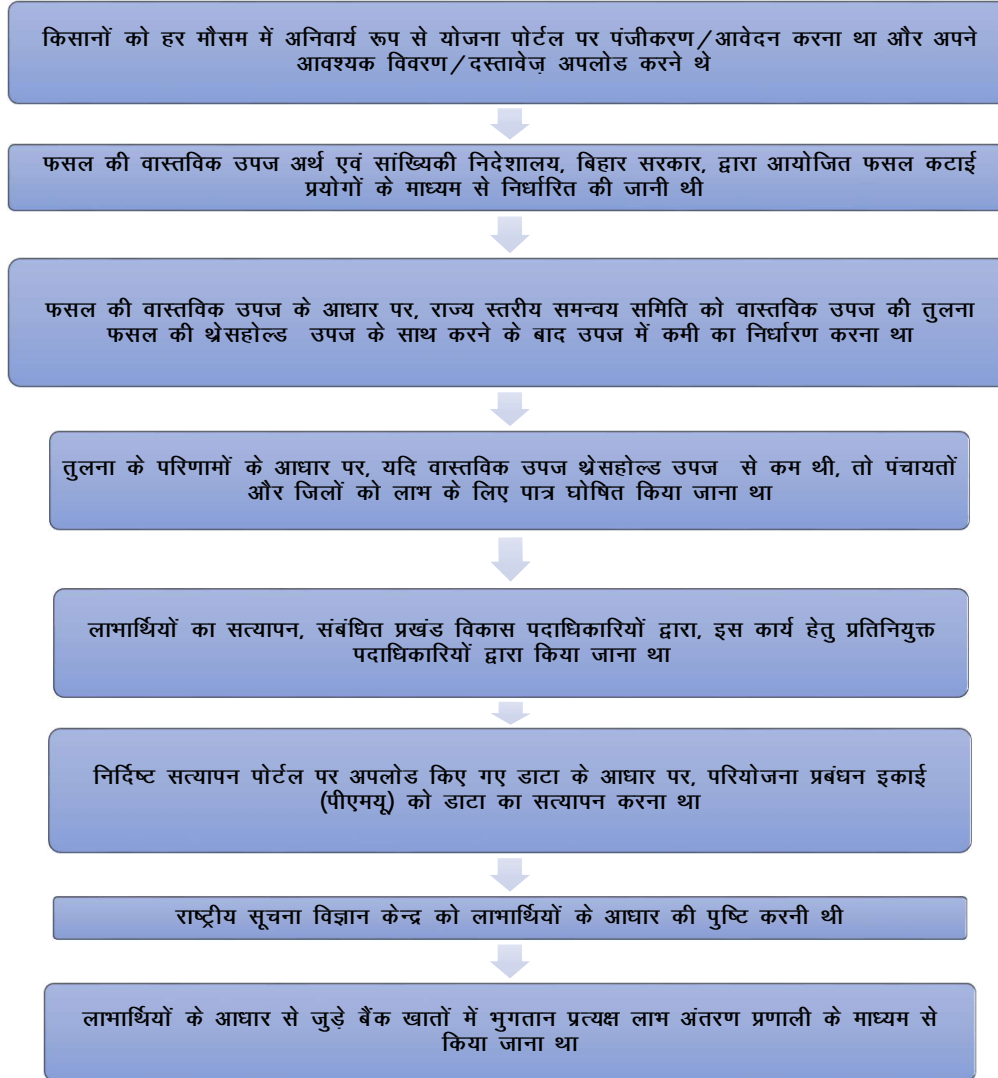 किसानों को हर मौसम में अनिवार्य रूप से योजना पोर्टल पर पंजीकरण/आवेदन करना था और अपने
आवश्यक विवरण/दस्तावेज़ अपलोड करने थे
फसल की वास्तविक उपज अर्थ एवं सांख्यिकी निदेशालय, बिहार सरकार, द्वारा आयोजित फसल कटाई
प्रयोगों के माध्यम से निर्धारित की जानी थी
फसल की वास्तविक उपज के आधार पर, राज्य स्तरीय समन्वय समिति को वास्तविक उपज की तुलना
फसल की थ्रेसहोल्ड उपज के साथ करने के बाद उपज में कमी का निर्धारण करना था
तुलना के परिणामों के आधार पर, यदि वास्तविक उपज थ्रेसहोल्ड उपज से कम थी, तो पंचायतों
और जिलों को लाभ के लिए पात्र घोषित किया जाना था
लाभार्थियों का सत्यापन, संबंधित प्रखंड विकास पदाधिकारियों द्वारा, इस कार्य हेतु प्रतिनियुक्त
पदाधिकारियों द्वारा किया जाना था
निर्दिष्ट सत्यापन पोर्टल पर अपलोड किए गए डाटा के आधार पर, परियोजना प्रबंधन इकाई
(पीएमयू) को डाटा का सत्यापन करना था
राष्ट्रीय सूचना विज्ञान केन्द्र को लाभार्थियों के आधार की पुष्टि करनी थी
लाभार्थियों के आधार से जुड़े बैंक खातों में भुगतान प्रत्यक्ष लाभ अंतरण प्रणाली के माध्यम से
किया जाना था